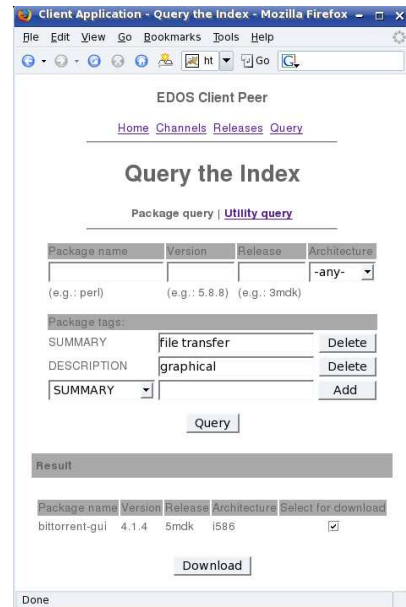 Client Application - Query the Index - Mozilla Firefox
File Edit View Go Bookmarks Tools Help
ht Go G
EDOS Client Peer
Home Channels Releases Query
Query the Index
Package query | Utility query
Package name Version Release Architecture
-any-
(e.g.: perl) (e.g.: 5.8.8) (e.g.: 3mdk)
Package tags:
SUMMARY file transfer Delete
DESCRIPTION graphical Delete
SUMMARY Add
Query
Result
Package name Version Release Architecture Select for download
bittorrent-gui 4.1.4 5mdk i586
Download
Done